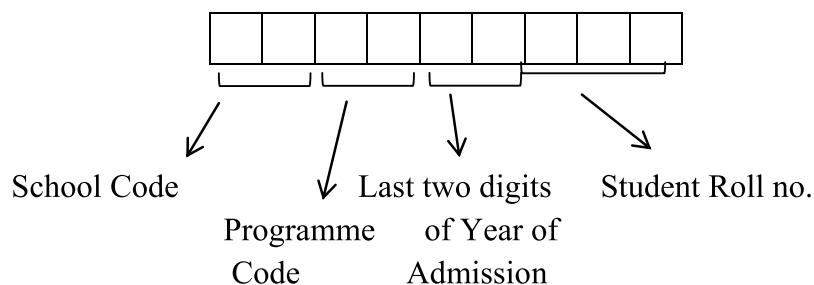 School Code
Programme
Code
Last two digits
of Year of
Admission
Student Roll no.